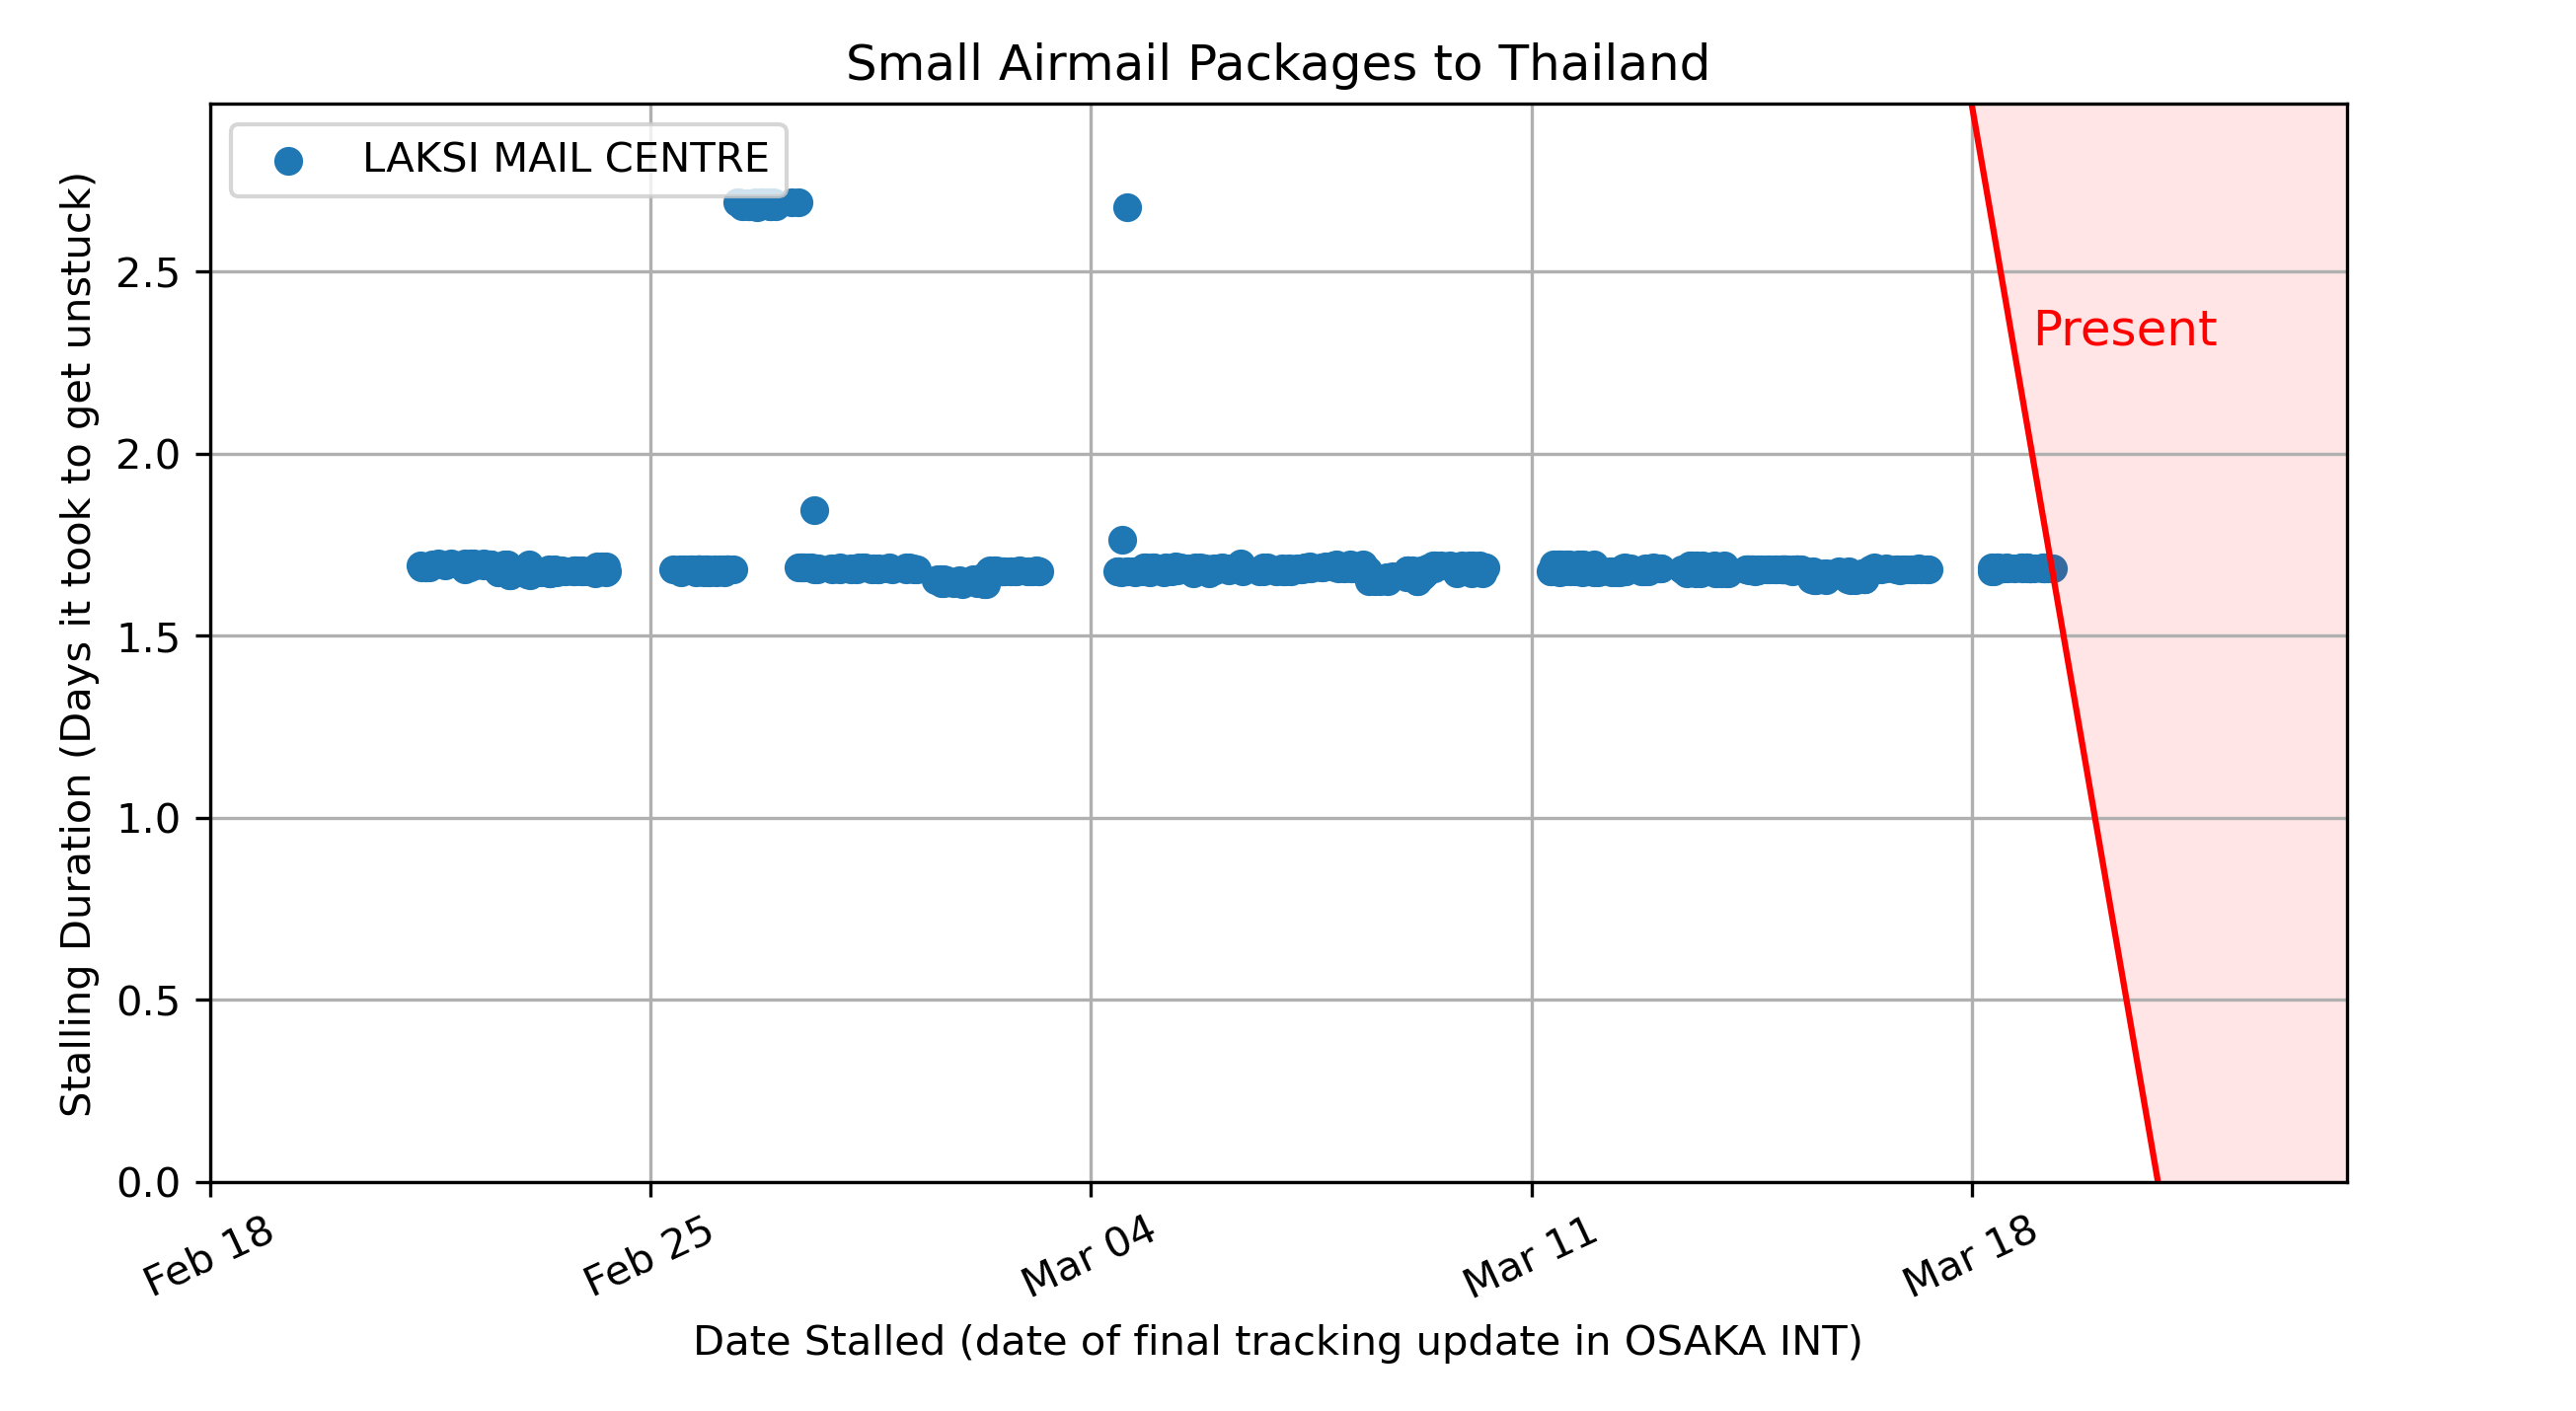 Small Airmail Packages to Thailand
LAKSI MAIL CENTRE
Present
Stalling Duration (Days it took to get unstuck)
2.5
2.0
1.5
1.0
0.5
0.0
Feb 18
Feb 25
Mar 04
Mar 11
Mar 18
Date Stalled (date of final tracking update in OSAKA INT)